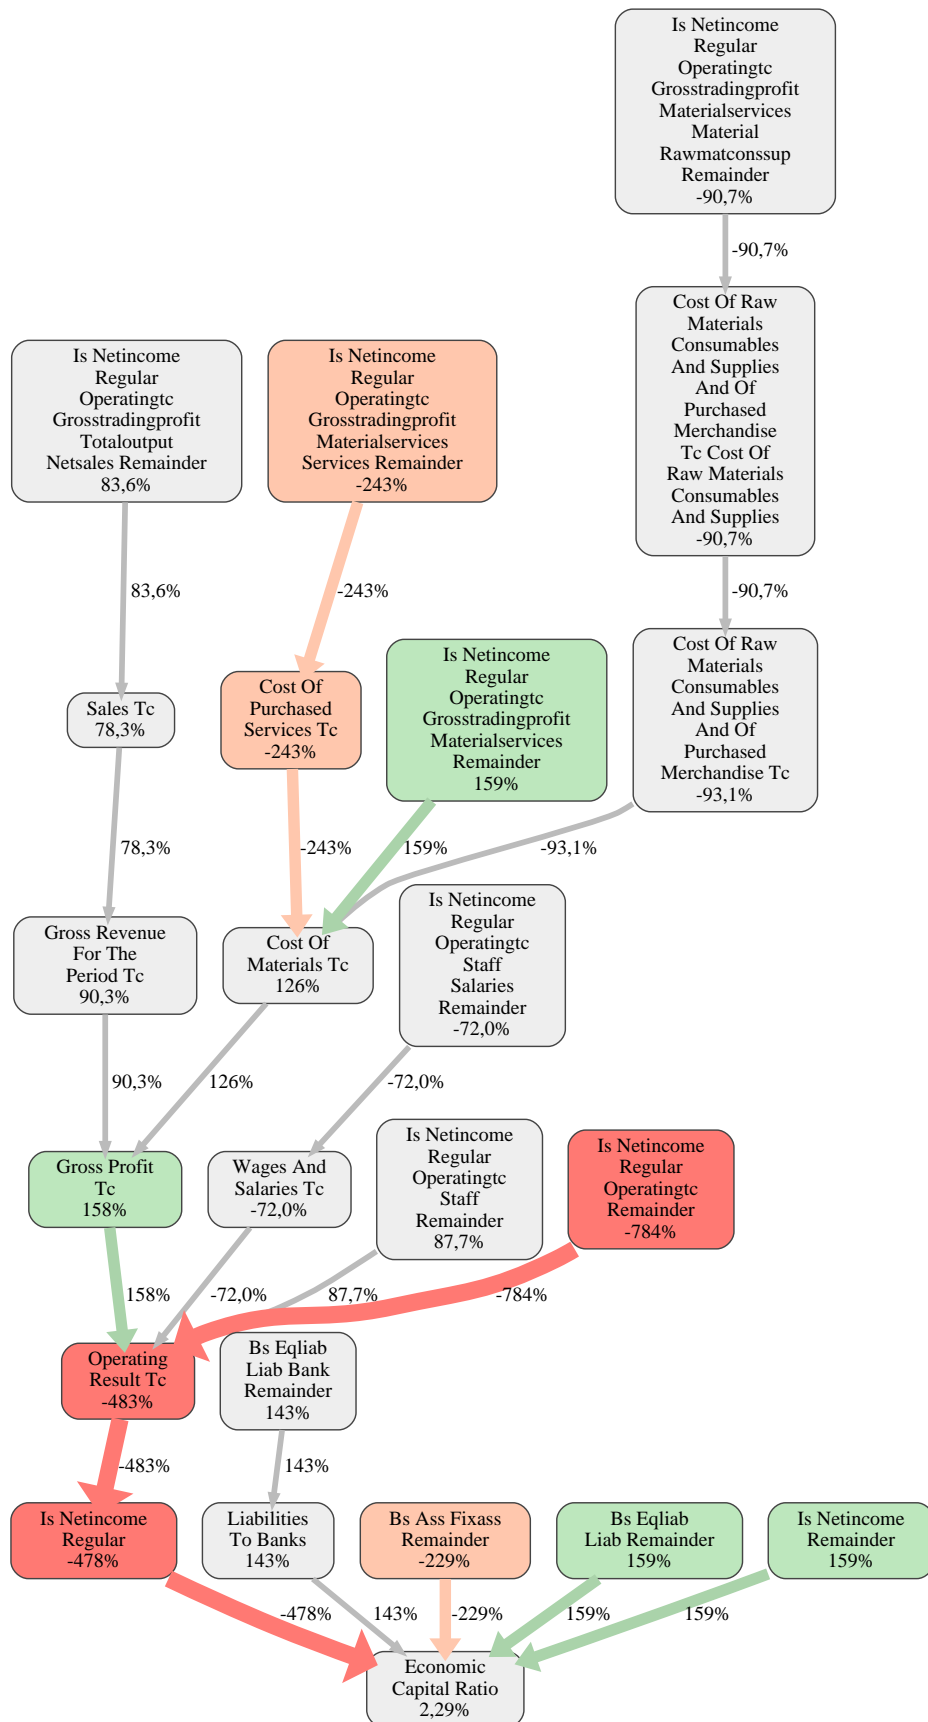 Is Netincome
Regular
Operatingtc
Grosstradingprofit
Materialservices
Material
Rawmatconssup
Remainder
-90,7%
-90,7%
Cost Of Raw
Materials
Consumables
And Supplies
And Of
Purchased
Merchandise
Tc Cost Of
Raw Materials
Consumables
And Supplies
-90,7%
Is Netincome
Regular
Operatingtc
Grosstradingprofit
Totaloutput
Netsales Remainder
83,6%
Is Netincome
Regular
Operatingtc
Grosstradingprofit
Materialservices
Services Remainder
-243%
83,6%
-243%
-90,7%
Sales Tc
78,3%
Cost Of
Purchased
Services Tc
-243%
Is Netincome
Regular
Operatingtc
Grosstradingprofit
Materialservices
Remainder
159%
Cost Of Raw
Materials
Consumables
And Supplies
And Of
Purchased
Merchandise Tc
-93,1%
78,3%
-243%
159%
-93,1%
Gross Revenue
For The
Period Tc
90,3%
Cost Of
Materials Tc
126%
Is Netincome
Regular
Operatingtc
Staff
Salaries
Remainder
-72,0%
90,3%
126%
-72,0%
Gross Profit
Tc
158%
Wages And
Salaries Tc
-72,0%
Is Netincome
Regular
Operatingtc
Staff
Remainder
87,7%
Is Netincome
Regular
Operatingtc
Remainder
-784%
158%
-72,0%
87,7%
-784%
Operating
Result Tc
-483%
Bs Eqliab
Liab Bank
Remainder
143%
-483%
143%
Is Netincome
Regular
-478%
Liabilities
To Banks
143%
Bs Ass Fixass
Remainder
-229%
Bs Eqliab
Liab Remainder
159%
Is Netincome
Remainder
159%
-478%
143%
-229%
159%
159%
Economic
Capital Ratio
2,29%